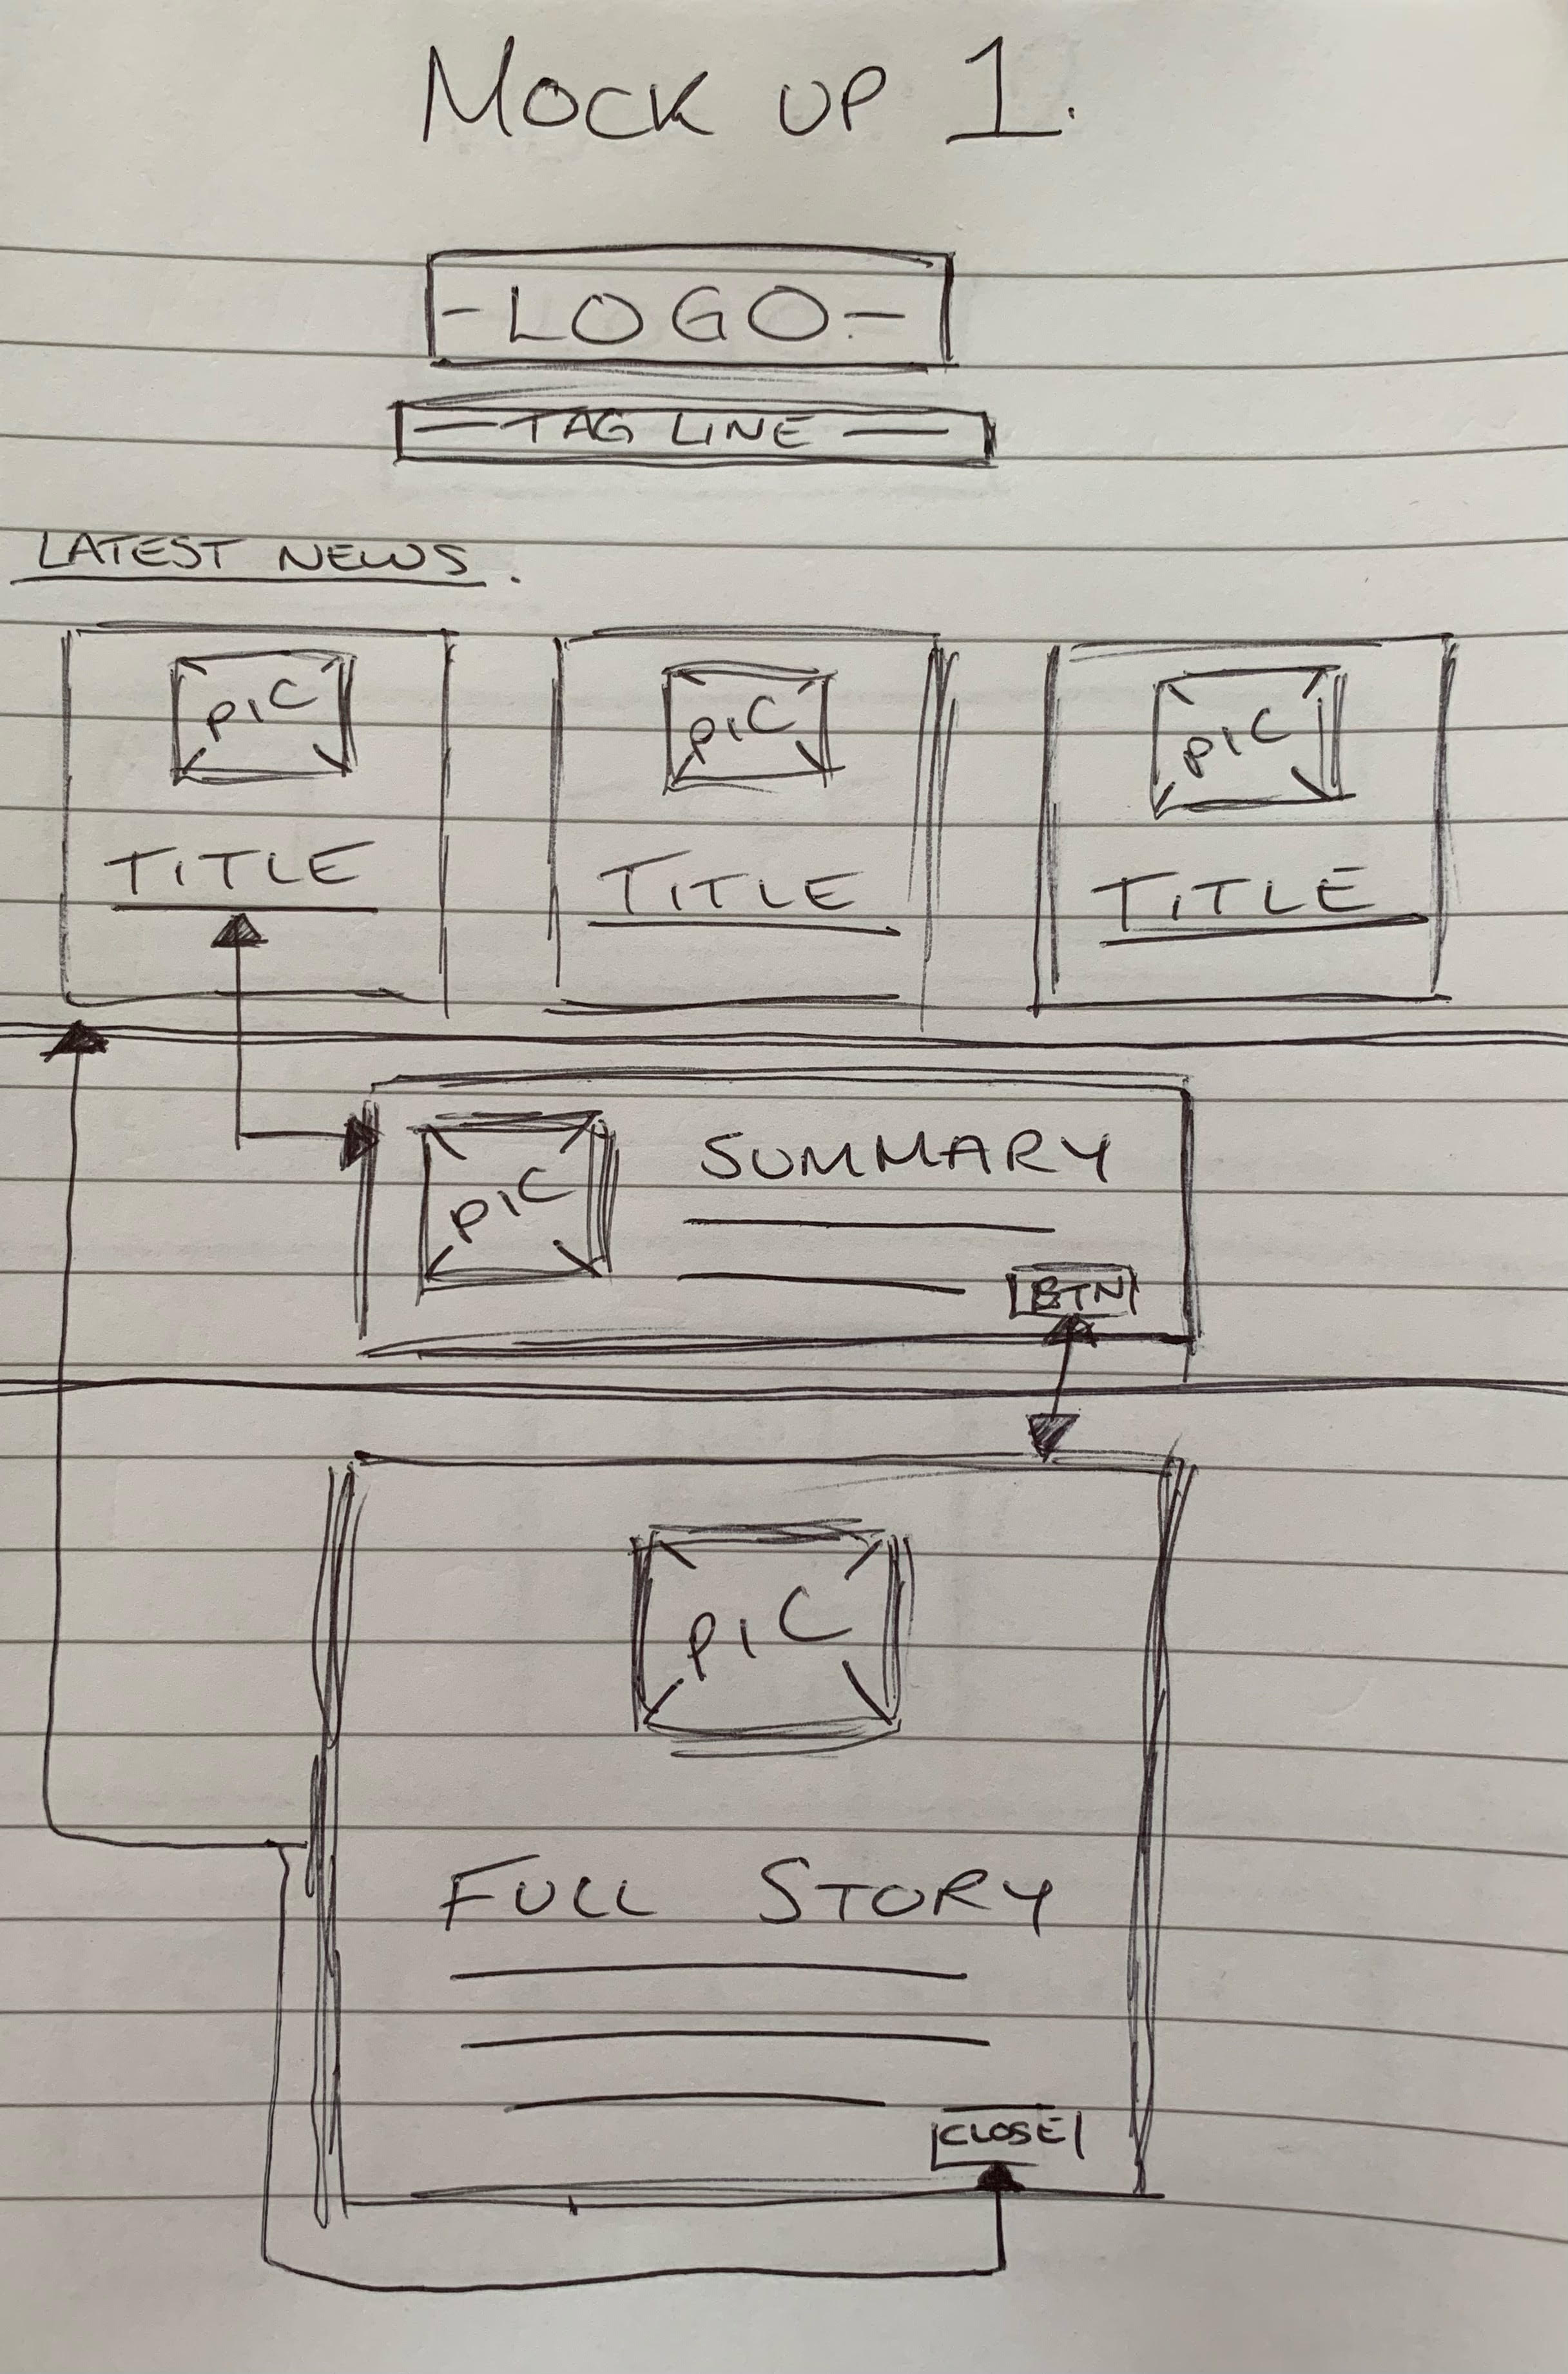 MOCK UP 1.
-LOGO-
—TAG LINE—
LATEST NEWS.
PIC PIC PIC
TITLE TITLE TITLE
PIC
SUMMARY
BTN
PIC
FULL STORY
CLOSE